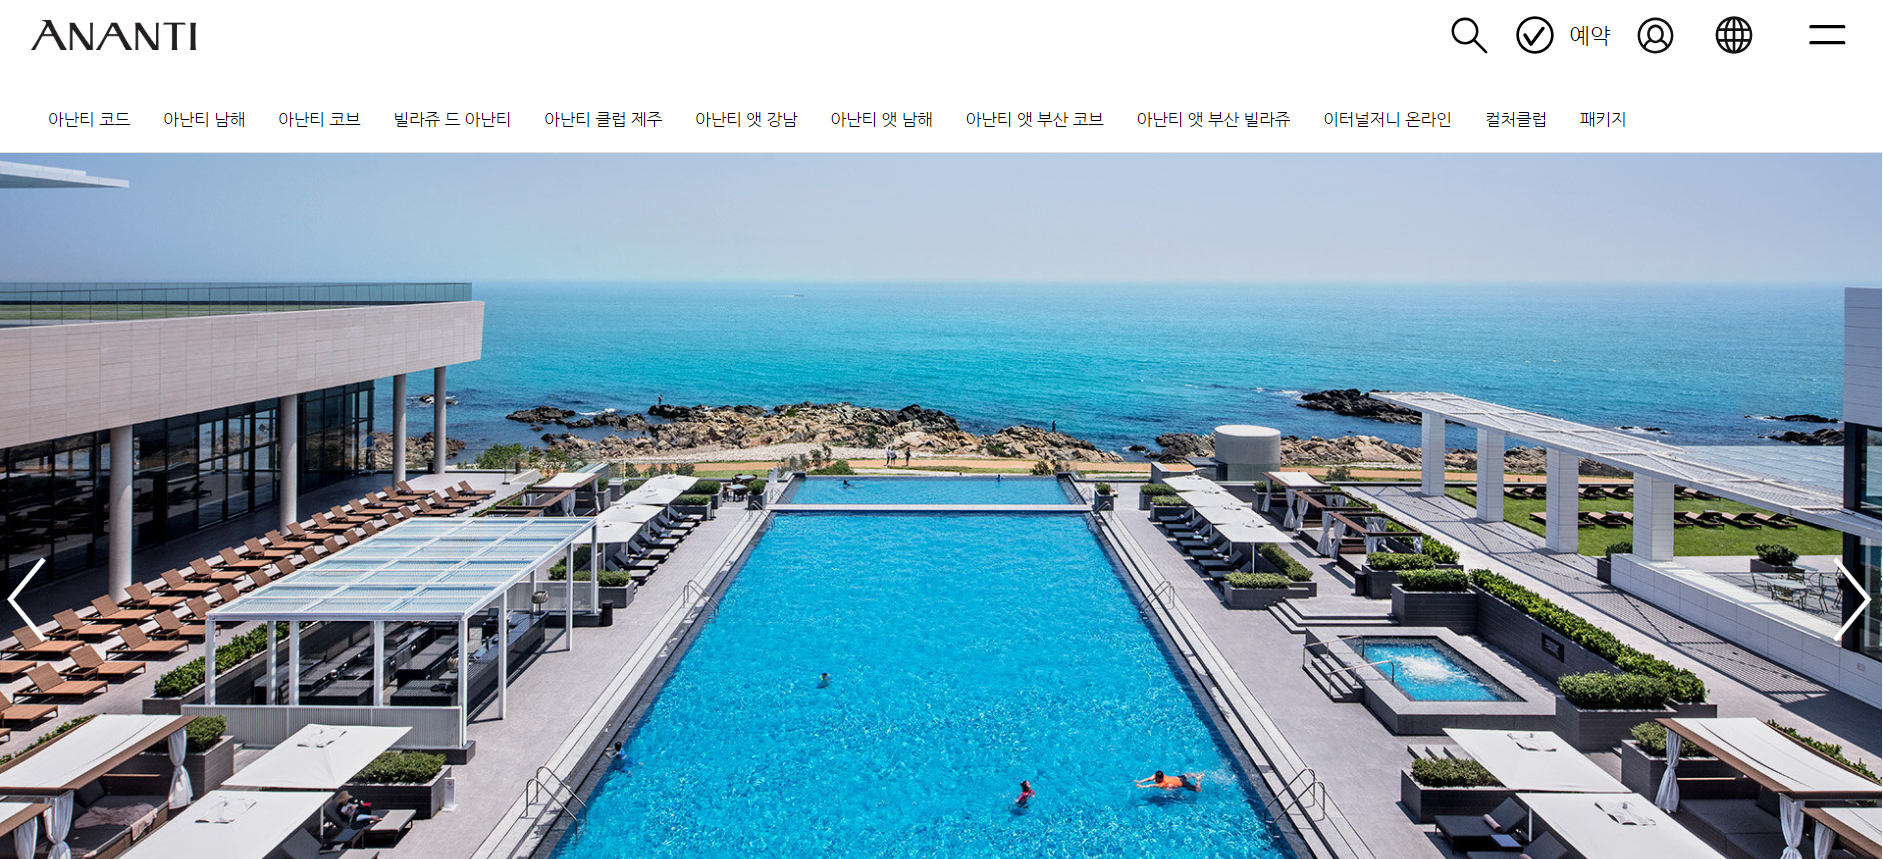 ANANTI
예약
아난티 코드 아난티 남해 아난티 코브 빌라쥬 드 아난티 아난티 클럽 제주 아난티 앳 강남 아난티 앳 남해 아난티 앳 부산 코브 아난티 앳 부산 빌라쥬 이터널저니 온라인 컬처클럽 패키지